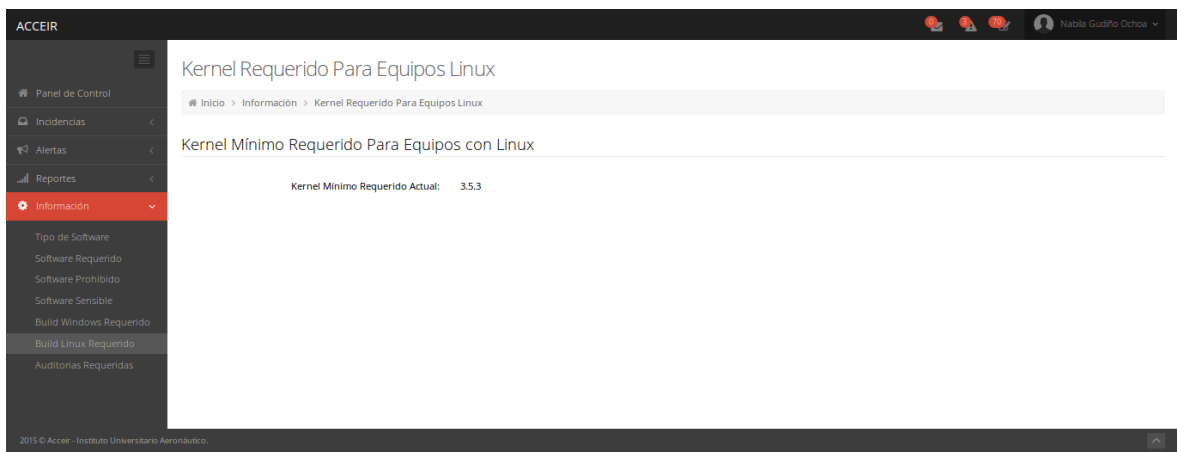 ACCEIR
0 3 70 Nabila Gudiño Ochoa
Kernel Requerido Para Equipos Linux
Panel de Control
Inicio > Información > Kernel Requerido Para Equipos Linux
Incidencias
Alertas
Kernel Mínimo Requerido Para Equipos con Linux
Reportes
Kernel Mínimo Requerido Actual: 3.5.3
Información
Tipo de Software
Software Requerido
Software Prohibido
Software Sensible
Build Windows Requerido
Build Linux Requerido
Auditorias Requeridas
2015 © Acceir - Instituto Universitario Aeronáutico.